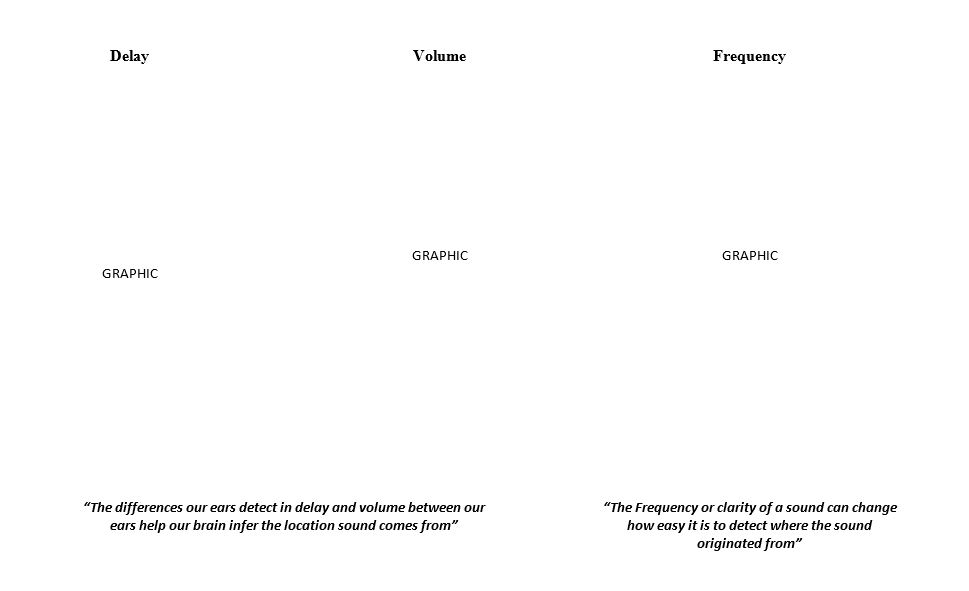 Delay
Volume
Frequency
GRAPHIC
GRAPHIC
GRAPHIC
“The differences our ears detect in delay and volume between our
ears help our brain infer the location sound comes from”
“The Frequency or clarity of a sound can change
how easy it is to detect where the sound
originated from”